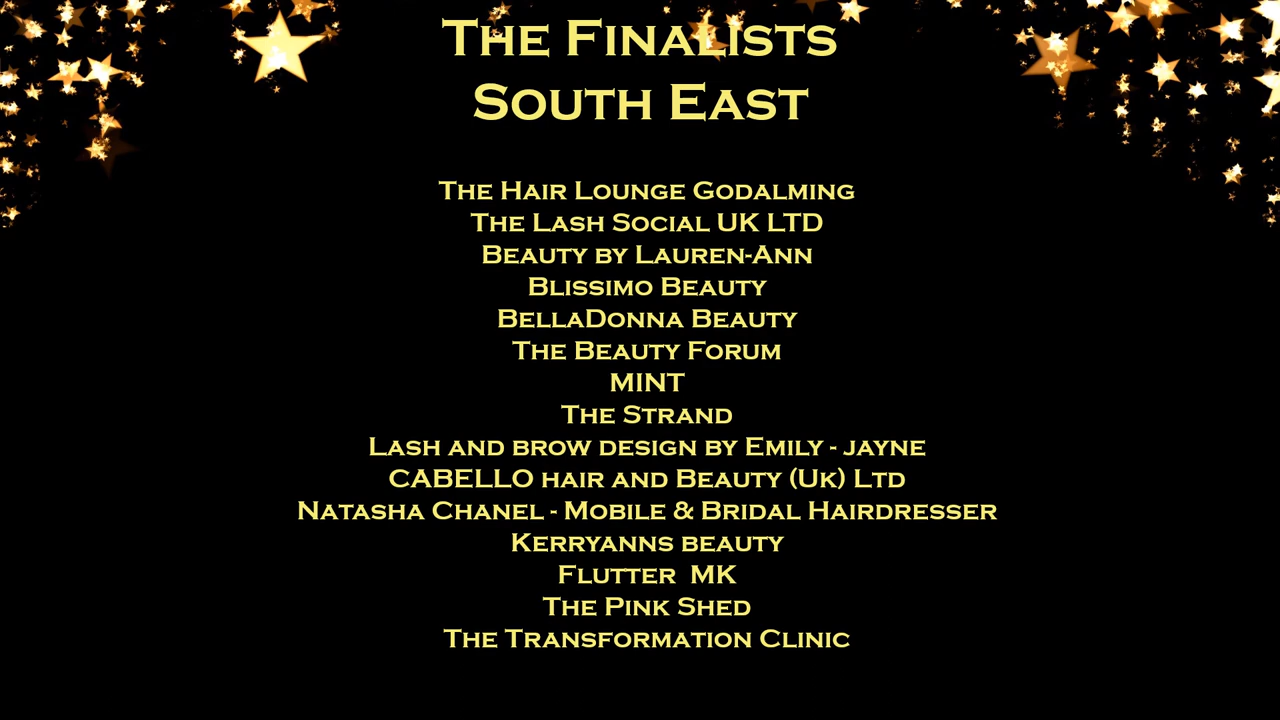 The Finalists
South East
The Hair Lounge Godalming
The Lash Social UK LTD
Beauty by Lauren-Ann
Blissimo Beauty
BellaDonna Beauty
The Beauty Forum
MINT
The Strand
Lash and brow design by Emily - jayne
CABELLO hair and Beauty (Uk) Ltd
Natasha Chanel - Mobile & Bridal Hairdresser
Kerryanns beauty
Flutter  MK
The Pink Shed
The Transformation Clinic